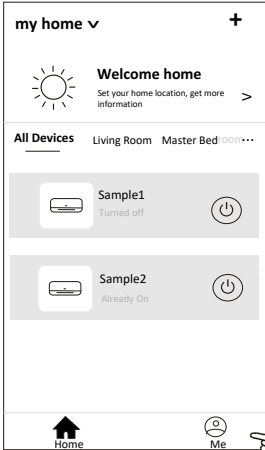 my home
Welcome home
Set your home location, get more
information
All Devices Living Room Master Bedroom
Sample1
Turned off
Sample2
Already On
Home Me